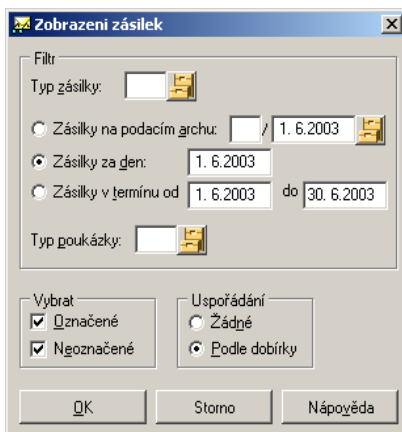 Zobrazeni zásilek
Filtr
Typ zásilky:
Zásilky na podacím archu: / 1. 6.2003
Zásilky za den: 1. 6.2003
Zásilky v termínu od 1. 6.2003 do 30. 6.2003
Typ poukázky:
Vybrat
Označené
Neoznačené
Uspořádání
Žádné
Podle dobírky
OK Storno Nápověda